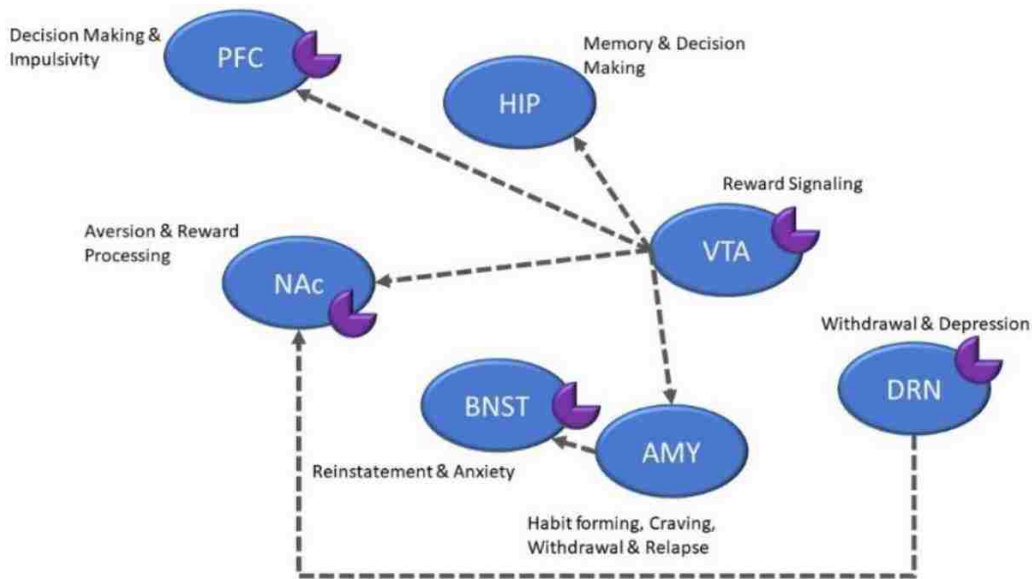 Decision Making &
Impulsivity
PFC
Memory & Decision
Making
HIP
Reward Signaling
VTA
Aversion & Reward
Processing
NAc
Withdrawal & Depression
DRN
BNST
Reinstatement & Anxiety
AMY
Habit forming, Craving,
Withdrawal & Relapse